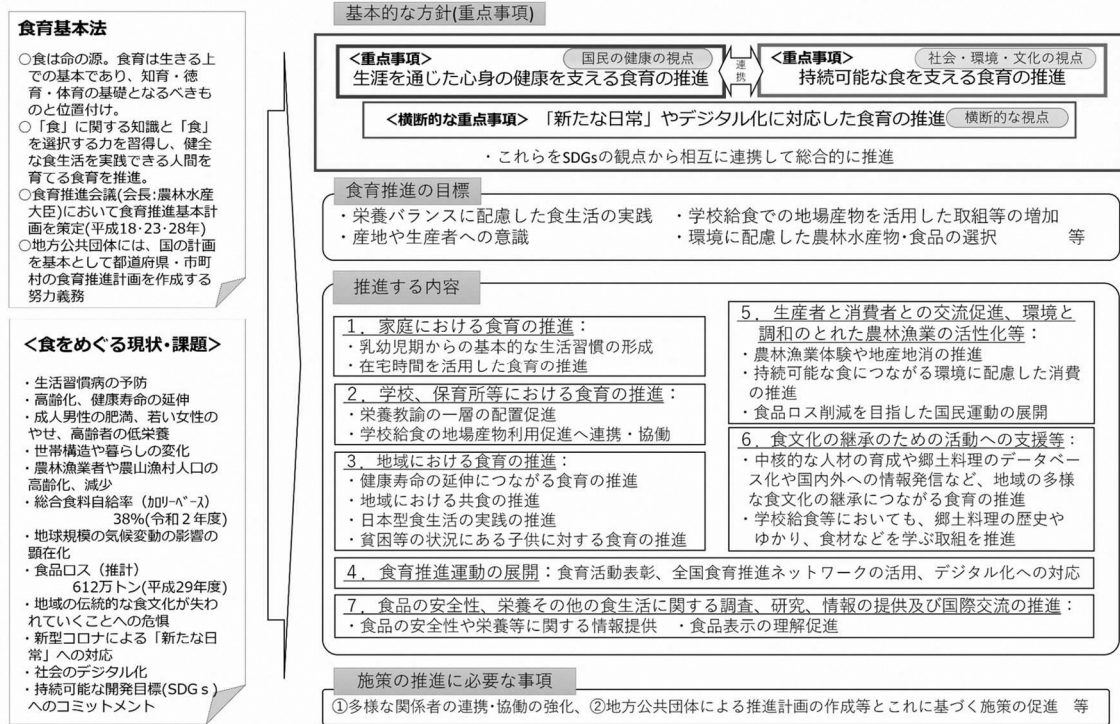 食育基本法
○食は命の源。食育は生きる上
での基本であり、知育・徳
育・体育の基礎となるべきも
のと位置付け。
○「食」に関する知識と「食」
を選択する力を習得し、健全
な食生活を実践できる人間を
育てる食育を推進。
○食育推進会議(会長:農林水産
大臣)において食育推進基本計
画を策定(平成18・23・28年)
○地方公共団体には、国の計画
を基本として都道府県・市町
村の食育推進計画を作成する
努力義務
<食をめぐる現状・課題>
・生活習慣病の予防
・高齢化、健康寿命の延伸
・成人男性の肥満、若い女性の
やせ、高齢者の低栄養
・世帯構造や暮らしの変化
・農林漁業者や農山漁村人口の
高齢化、減少
・総合食料自給率（ｶﾛﾘｰﾍﾞｰｽ）
38%(令和２年度)
・地球規模の気候変動の影響の
顕在化
・食品ロス（推計）
612万トン(平成29年度)
・地域の伝統的な食文化が失わ
れていくことへの危惧
・新型コロナによる「新たな日
常」への対応
・社会のデジタル化
・持続可能な開発目標(SDGｓ)
へのコミットメント
基本的な方針(重点事項)
<重点事項> 国民の健康の視点
生涯を通じた心身の健康を支える食育の推進
連携
<重点事項> 社会・環境・文化の視点
持続可能な食を支える食育の推進
<横断的な重点事項> 「新たな日常」やデジタル化に対応した食育の推進 横断的な視点
・これらをSDGsの観点から相互に連携して総合的に推進
食育推進の目標
・栄養バランスに配慮した食生活の実践 ・学校給食での地場産物を活用した取組等の増加
・産地や生産者への意識 ・環境に配慮した農林水産物・食品の選択 等
推進する内容
１．家庭における食育の推進：
・乳幼児期からの基本的な生活習慣の形成
・在宅時間を活用した食育の推進
２．学校、保育所等における食育の推進：
・栄養教諭の一層の配置促進
・学校給食の地場産物利用促進へ連携・協働
３．地域における食育の推進：
・健康寿命の延伸につながる食育の推進
・地域における共食の推進
・日本型食生活の実践の推進
・貧困等の状況にある子供に対する食育の推進
５．生産者と消費者との交流促進、環境と
調和のとれた農林漁業の活性化等：
・農林漁業体験や地産地消の推進
・持続可能な食につながる環境に配慮した消費
の推進
・食品ロス削減を目指した国民運動の展開
６．食文化の継承のための活動への支援等：
・中核的な人材の育成や郷土料理のデータベー
ス化や国内外への情報発信など、地域の多様
な食文化の継承につながる食育の推進
・学校給食等においても、郷土料理の歴史や
ゆかり、食材などを学ぶ取組を推進
４．食育推進運動の展開：食育活動表彰、全国食育推進ネットワークの活用、デジタル化への対応
７．食品の安全性、栄養その他の食生活に関する調査、研究、情報の提供及び国際交流の推進：
・食品の安全性や栄養等に関する情報提供 ・食品表示の理解促進
施策の推進に必要な事項
①多様な関係者の連携・協働の強化、②地方公共団体による推進計画の作成等とこれに基づく施策の促進 等